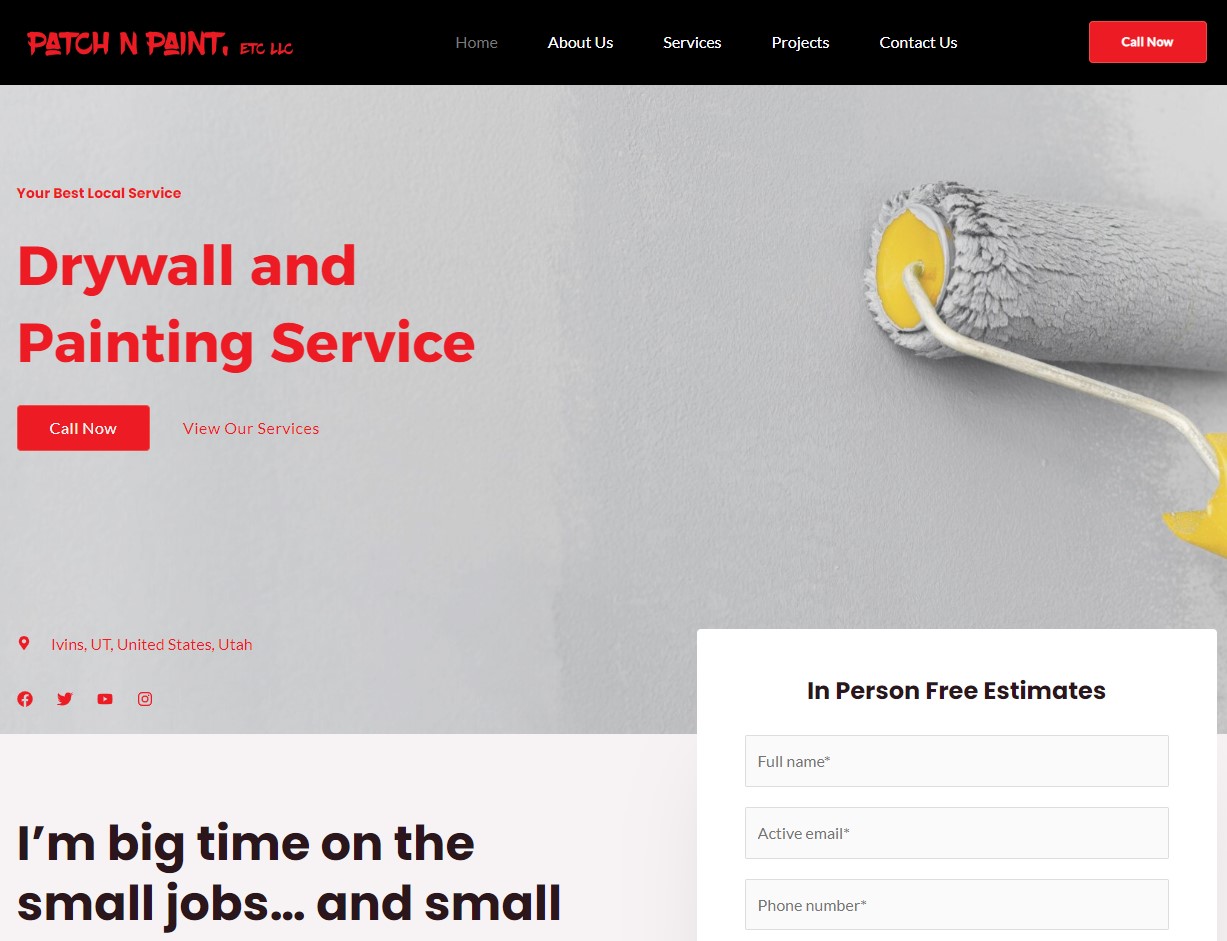 PATCH N PAINT, ETC LLC
Home
About Us
Services
Projects
Contact Us
Call Now
Your Best Local Service
Drywall and
Painting Service
Call Now
View Our Services
Ivins, UT, United States, Utah
In Person Free Estimates
Full name*
Active email*
Phone number*
I’m big time on the
small jobs... and small